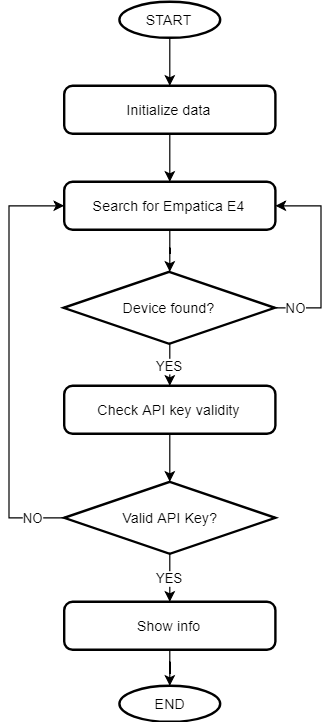 START
Initialize data
Search for Empatica E4
Device found?
NO
YES
Check API key validity
Valid API Key?
NO
YES
Show info
END